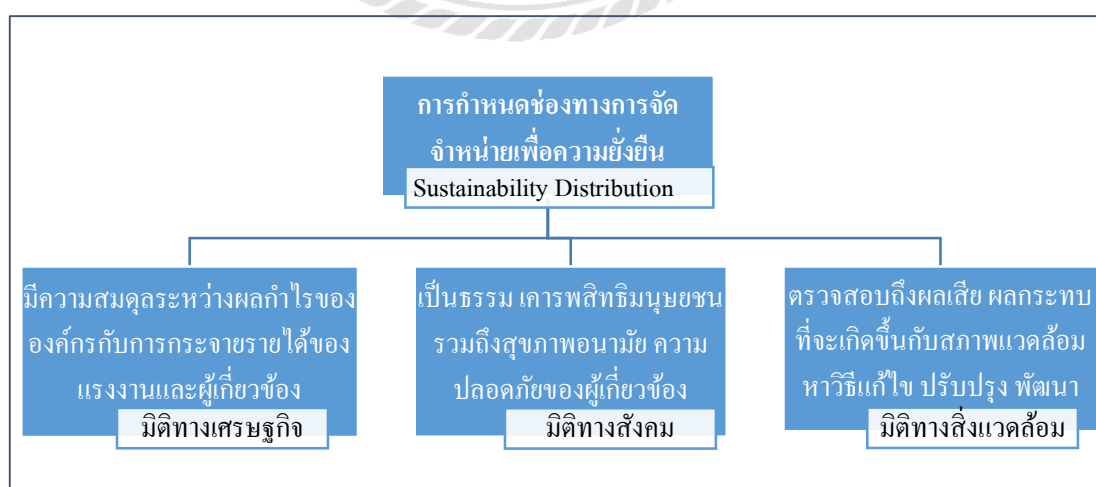 การกำหนดช่องทางการจัด
จำหน่ายเพื่อความยั่งยืน
Sustainability Distribution
มีความสมดุลระหว่างผลกำไรของ
องค์กรกับการกระจายรายได้ของ
แรงงานและผู้เกี่ยวข้อง
มิติทางเศรษฐกิจ
เป็นธรรม เคารพสิทธิมนุษยชน
รวมถึงสุขภาพอนามัย ความ
ปลอดภัยของผู้เกี่ยวข้อง
มิติทางสังคม
ตรวจสอบถึงผลเสีย ผลกระทบ
ที่จะเกิดขึ้นกับสภาพแวดล้อม
หาวิธีแก้ไข ปรับปรุง พัฒนา
มิติทางสิ่งแวดล้อม